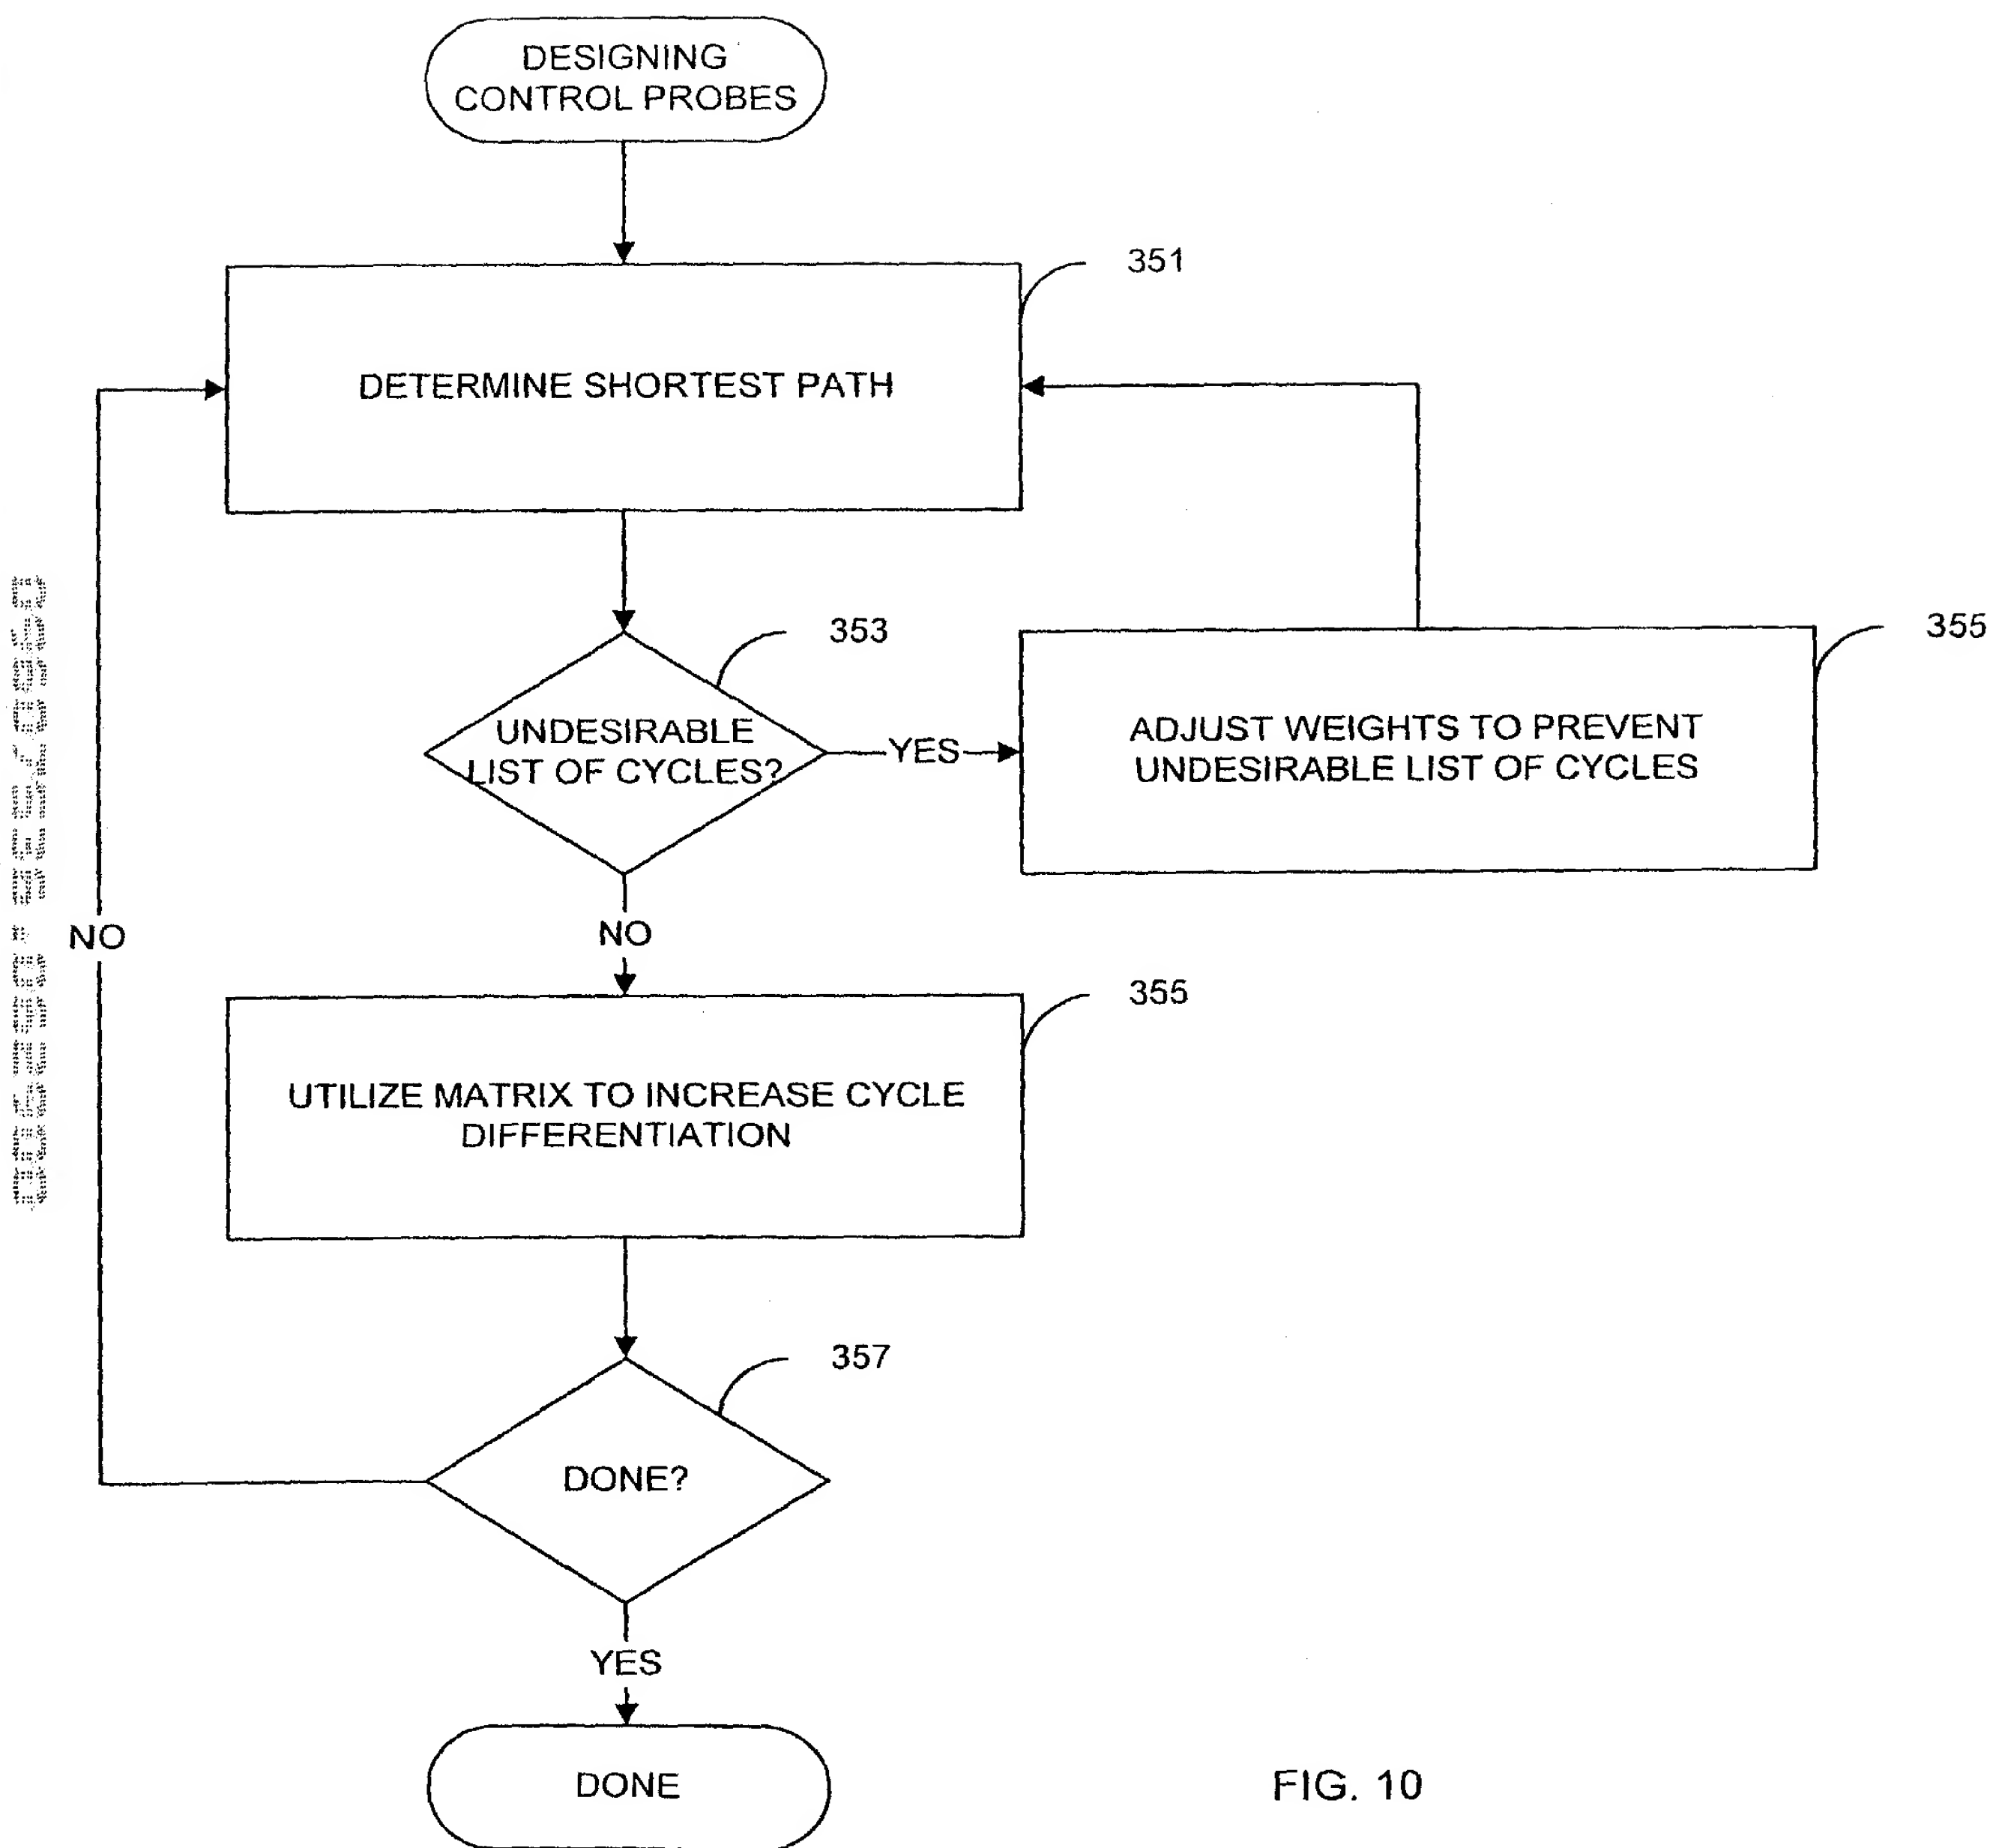 DESIGNING
CONTROL PROBES
351
DETERMINE SHORTEST PATH
353
UNDESIRABLE
LIST OF CYCLES?
YES
355
ADJUST WEIGHTS TO PREVENT
UNDESIRABLE LIST OF CYCLES
NO
NO
355
UTILIZE MATRIX TO INCREASE CYCLE
DIFFERENTIATION
357
DONE?
YES
DONE
FIG. 10